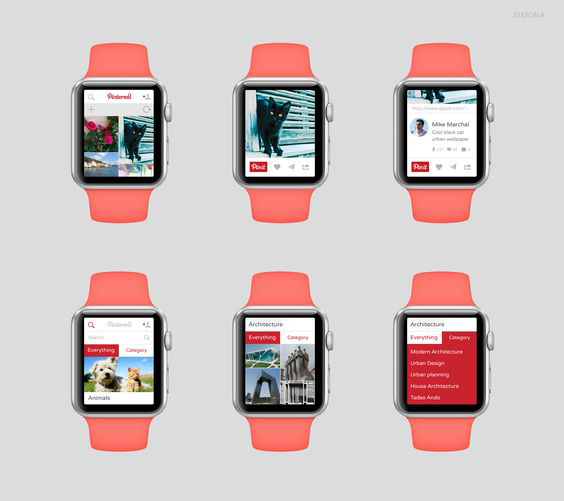 SIMONA
Pinterest
Pin it
http://www.apple.com/
Mike Marchal
Cool black cat
urban wallpaper
Pin it
Pinterest
Search
Everything
Category
Animals
Architecture
Everything
Category
Architecture
Everything
Category
Modern Architecture
Urban Design
Urban planning
House Architecture
Tadao Ando